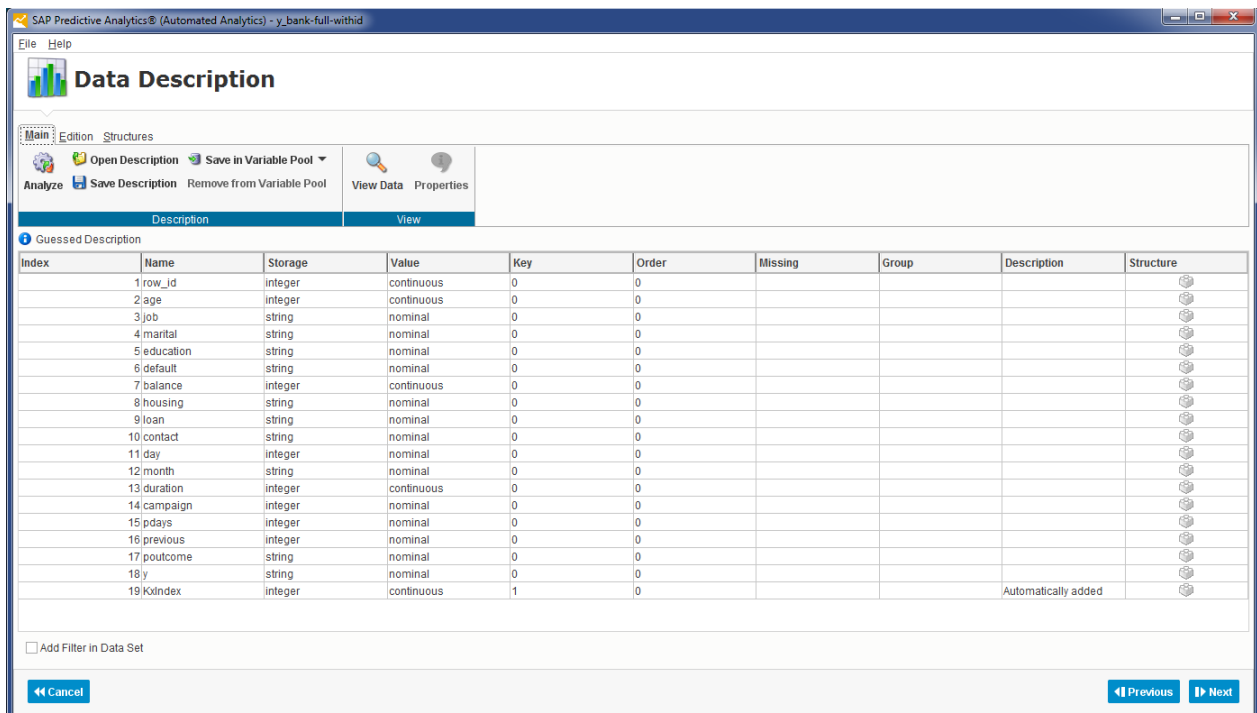 SAP Predictive Analytics® (Automated Analytics) - y_bank-full-withid
File Help
Data Description
Main Edition Structures
Analyze Open Description Save in Variable Pool View Data Properties
Save Description Remove from Variable Pool
Description View
Guessed Description
Index Name Storage Value Key Order Missing Group Description Structure
1 row_id integer continuous 0 0
2 age integer continuous 0 0
3 job string nominal 0 0
4 marital string nominal 0 0
5 education string nominal 0 0
6 default string nominal 0 0
7 balance integer continuous 0 0
8 housing string nominal 0 0
9 loan string nominal 0 0
10 contact string nominal 0 0
11 day integer nominal 0 0
12 month string nominal 0 0
13 duration integer continuous 0 0
14 campaign integer nominal 0 0
15 pdays integer nominal 0 0
16 previous integer nominal 0 0
17 poutcome string nominal 0 0
18 y string nominal 0 0
19 KxIndex integer continuous 1 0 Automatically added
Add Filter in Data Set
Cancel Previous Next